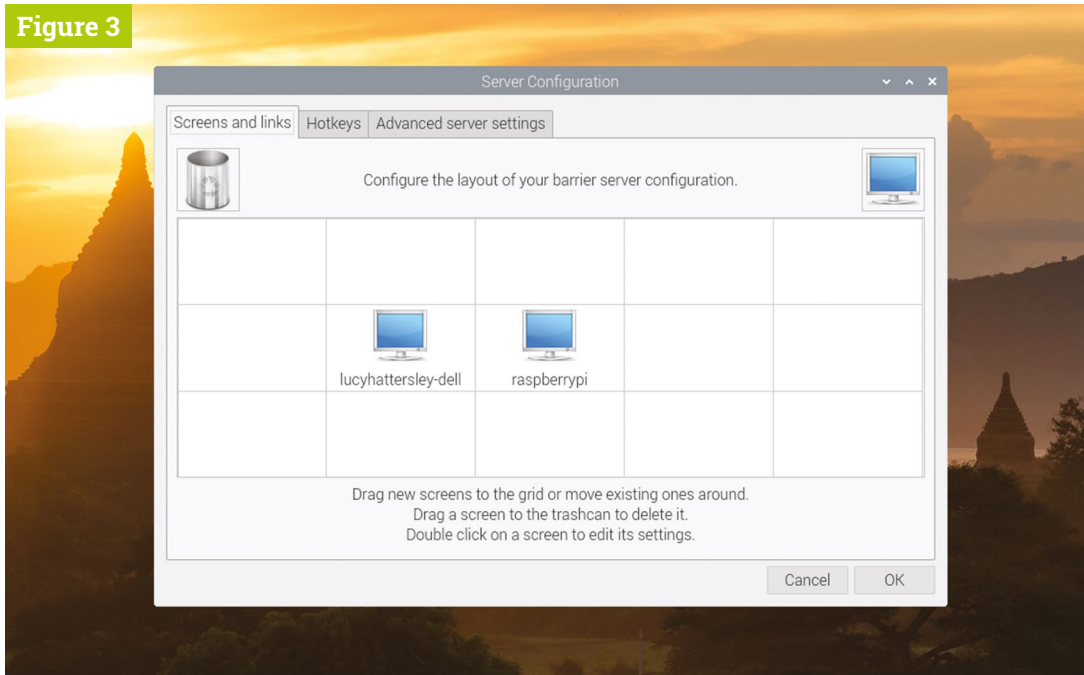 Figure 3
Server Configuration
Screens and links Hotkeys Advanced server settings
Configure the layout of your barrier server configuration.
lucyhattersley-dell raspberrypi
Drag new screens to the grid or move existing ones around.
Drag a screen to the trashcan to delete it.
Double click on a screen to edit its settings.
Cancel OK